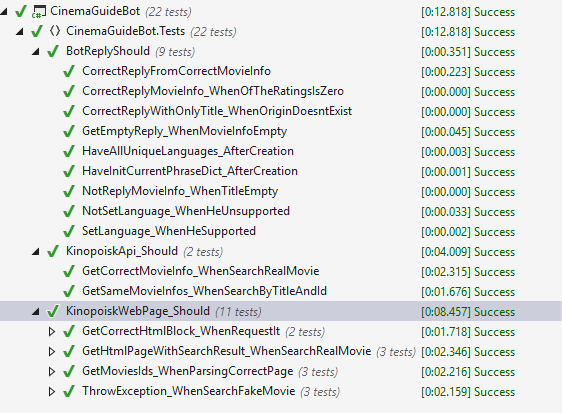 CinemaGuideBot (22 tests) [0:12.818] Success
CinemaGuideBot.Tests (22 tests) [0:12.818] Success
BotReplyShould (9 tests) [0:00.351] Success
CorrectReplyFromCorrectMovieInfo [0:00.223] Success
CorrectReplyMovieInfo_WhenOfTheRatingsIsZero [0:00.000] Success
CorrectReplyWithOnlyTitle_WhenOriginDoesntExist [0:00.000] Success
GetEmptyReply_WhenMovieInfoEmpty [0:00.045] Success
HaveAllUniqueLanguages_AfterCreation [0:00.003] Success
HaveInitCurrentPhraseDict_AfterCreation [0:00.001] Success
NotReplyMovieInfo_WhenTitleEmpty [0:00.000] Success
NotSetLanguage_WhenHeUnsupported [0:00.033] Success
SetLanguage_WhenHeSupported [0:00.002] Success
KinopoiskApi_Should (2 tests) [0:04.009] Success
GetCorrectMovieInfo_WhenSearchRealMovie [0:02.315] Success
GetSameMovieInfos_WhenSearchByTitleAndId [0:01.676] Success
KinopoiskWebPage_Should (11 tests) [0:08.457] Success
GetCorrectHtmlBlock_WhenRequestIt (2 tests) [0:01.718] Success
GetHtmlPageWithSearchResult_WhenSearchRealMovie (3 tests) [0:02.346] Success
GetMoviesIds_WhenParsingCorrectPage (3 tests) [0:02.216] Success
ThrowException_WhenSearchFakeMovie (3 tests) [0:02.159] Success